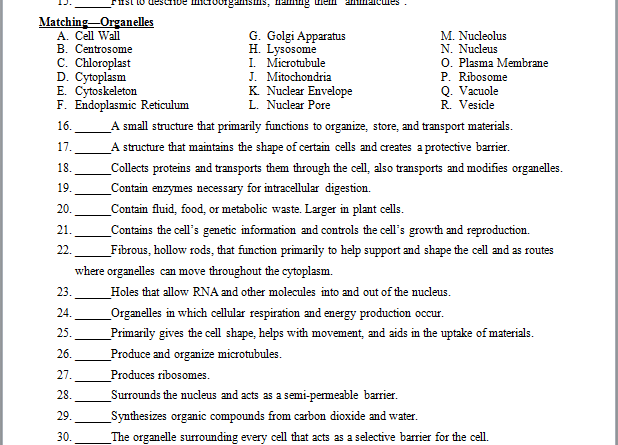 15. ______First to describe microorganisms, naming them "animalcules".
Matching—Organelles
A. Cell Wall G. Golgi Apparatus M. Nucleolus
B. Centrosome H. Lysosome N. Nucleus
C. Chloroplast I. Microtubule O. Plasma Membrane
D. Cytoplasm J. Mitochondria P. Ribosome
E. Cytoskeleton K. Nuclear Envelope Q. Vacuole
F. Endoplasmic Reticulum L. Nuclear Pore R. Vesicle
16. ______A small structure that primarily functions to organize, store, and transport materials.
17. ______A structure that maintains the shape of certain cells and creates a protective barrier.
18. ______Collects proteins and transports them through the cell, also transports and modifies organelles.
19. ______Contain enzymes necessary for intracellular digestion.
20. ______Contain fluid, food, or metabolic waste. Larger in plant cells.
21. ______Contains the cell's genetic information and controls the cell's growth and reproduction.
22. ______Fibrous, hollow rods, that function primarily to help support and shape the cell and as routes
where organelles can move throughout the cytoplasm.
23. ______Holes that allow RNA and other molecules into and out of the nucleus.
24. ______Organelles in which cellular respiration and energy production occur.
25. ______Primarily gives the cell shape, helps with movement, and aids in the uptake of materials.
26. ______Produce and organize microtubules.
27. ______Produces ribosomes.
28. ______Surrounds the nucleus and acts as a semi-permeable barrier.
29. ______Synthesizes organic compounds from carbon dioxide and water.
30. ______The organelle surrounding every cell that acts as a selective barrier for the cell.